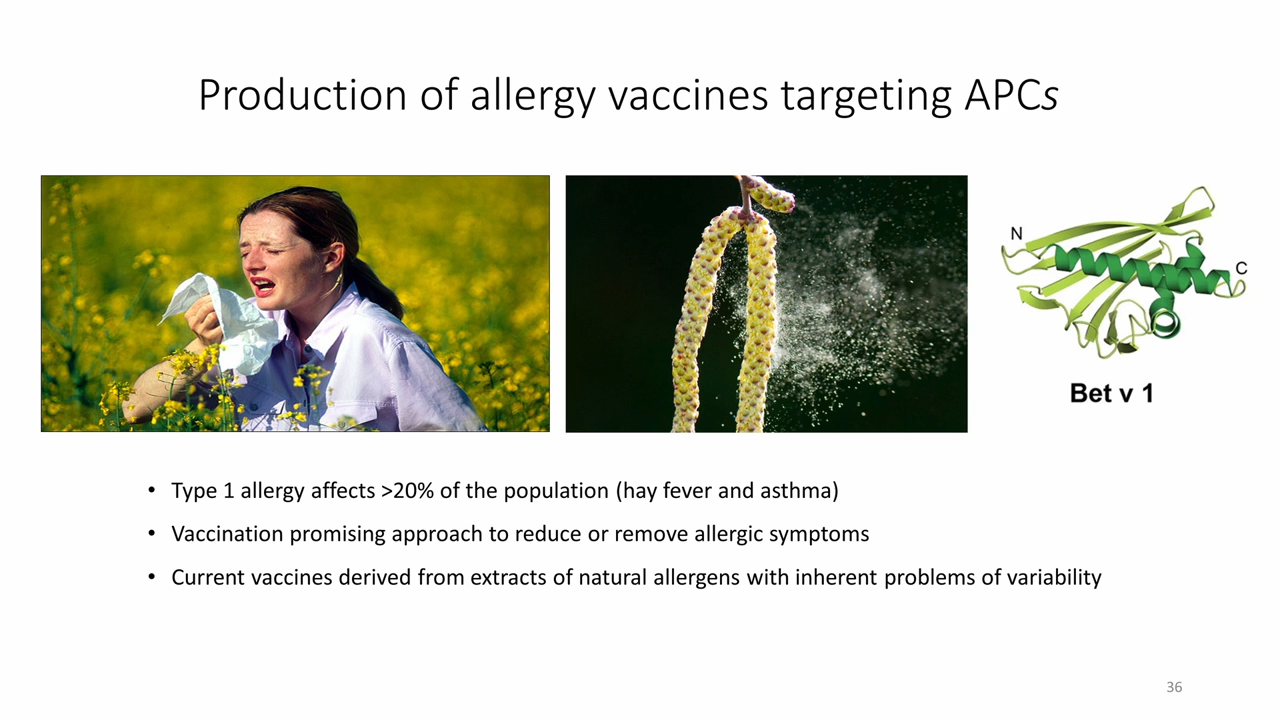 Production of allergy vaccines targeting APCs
N
C
Bet v 1
• Type 1 allergy affects >20% of the population (hay fever and asthma)
• Vaccination promising approach to reduce or remove allergic symptoms
• Current vaccines derived from extracts of natural allergens with inherent problems of variability
36